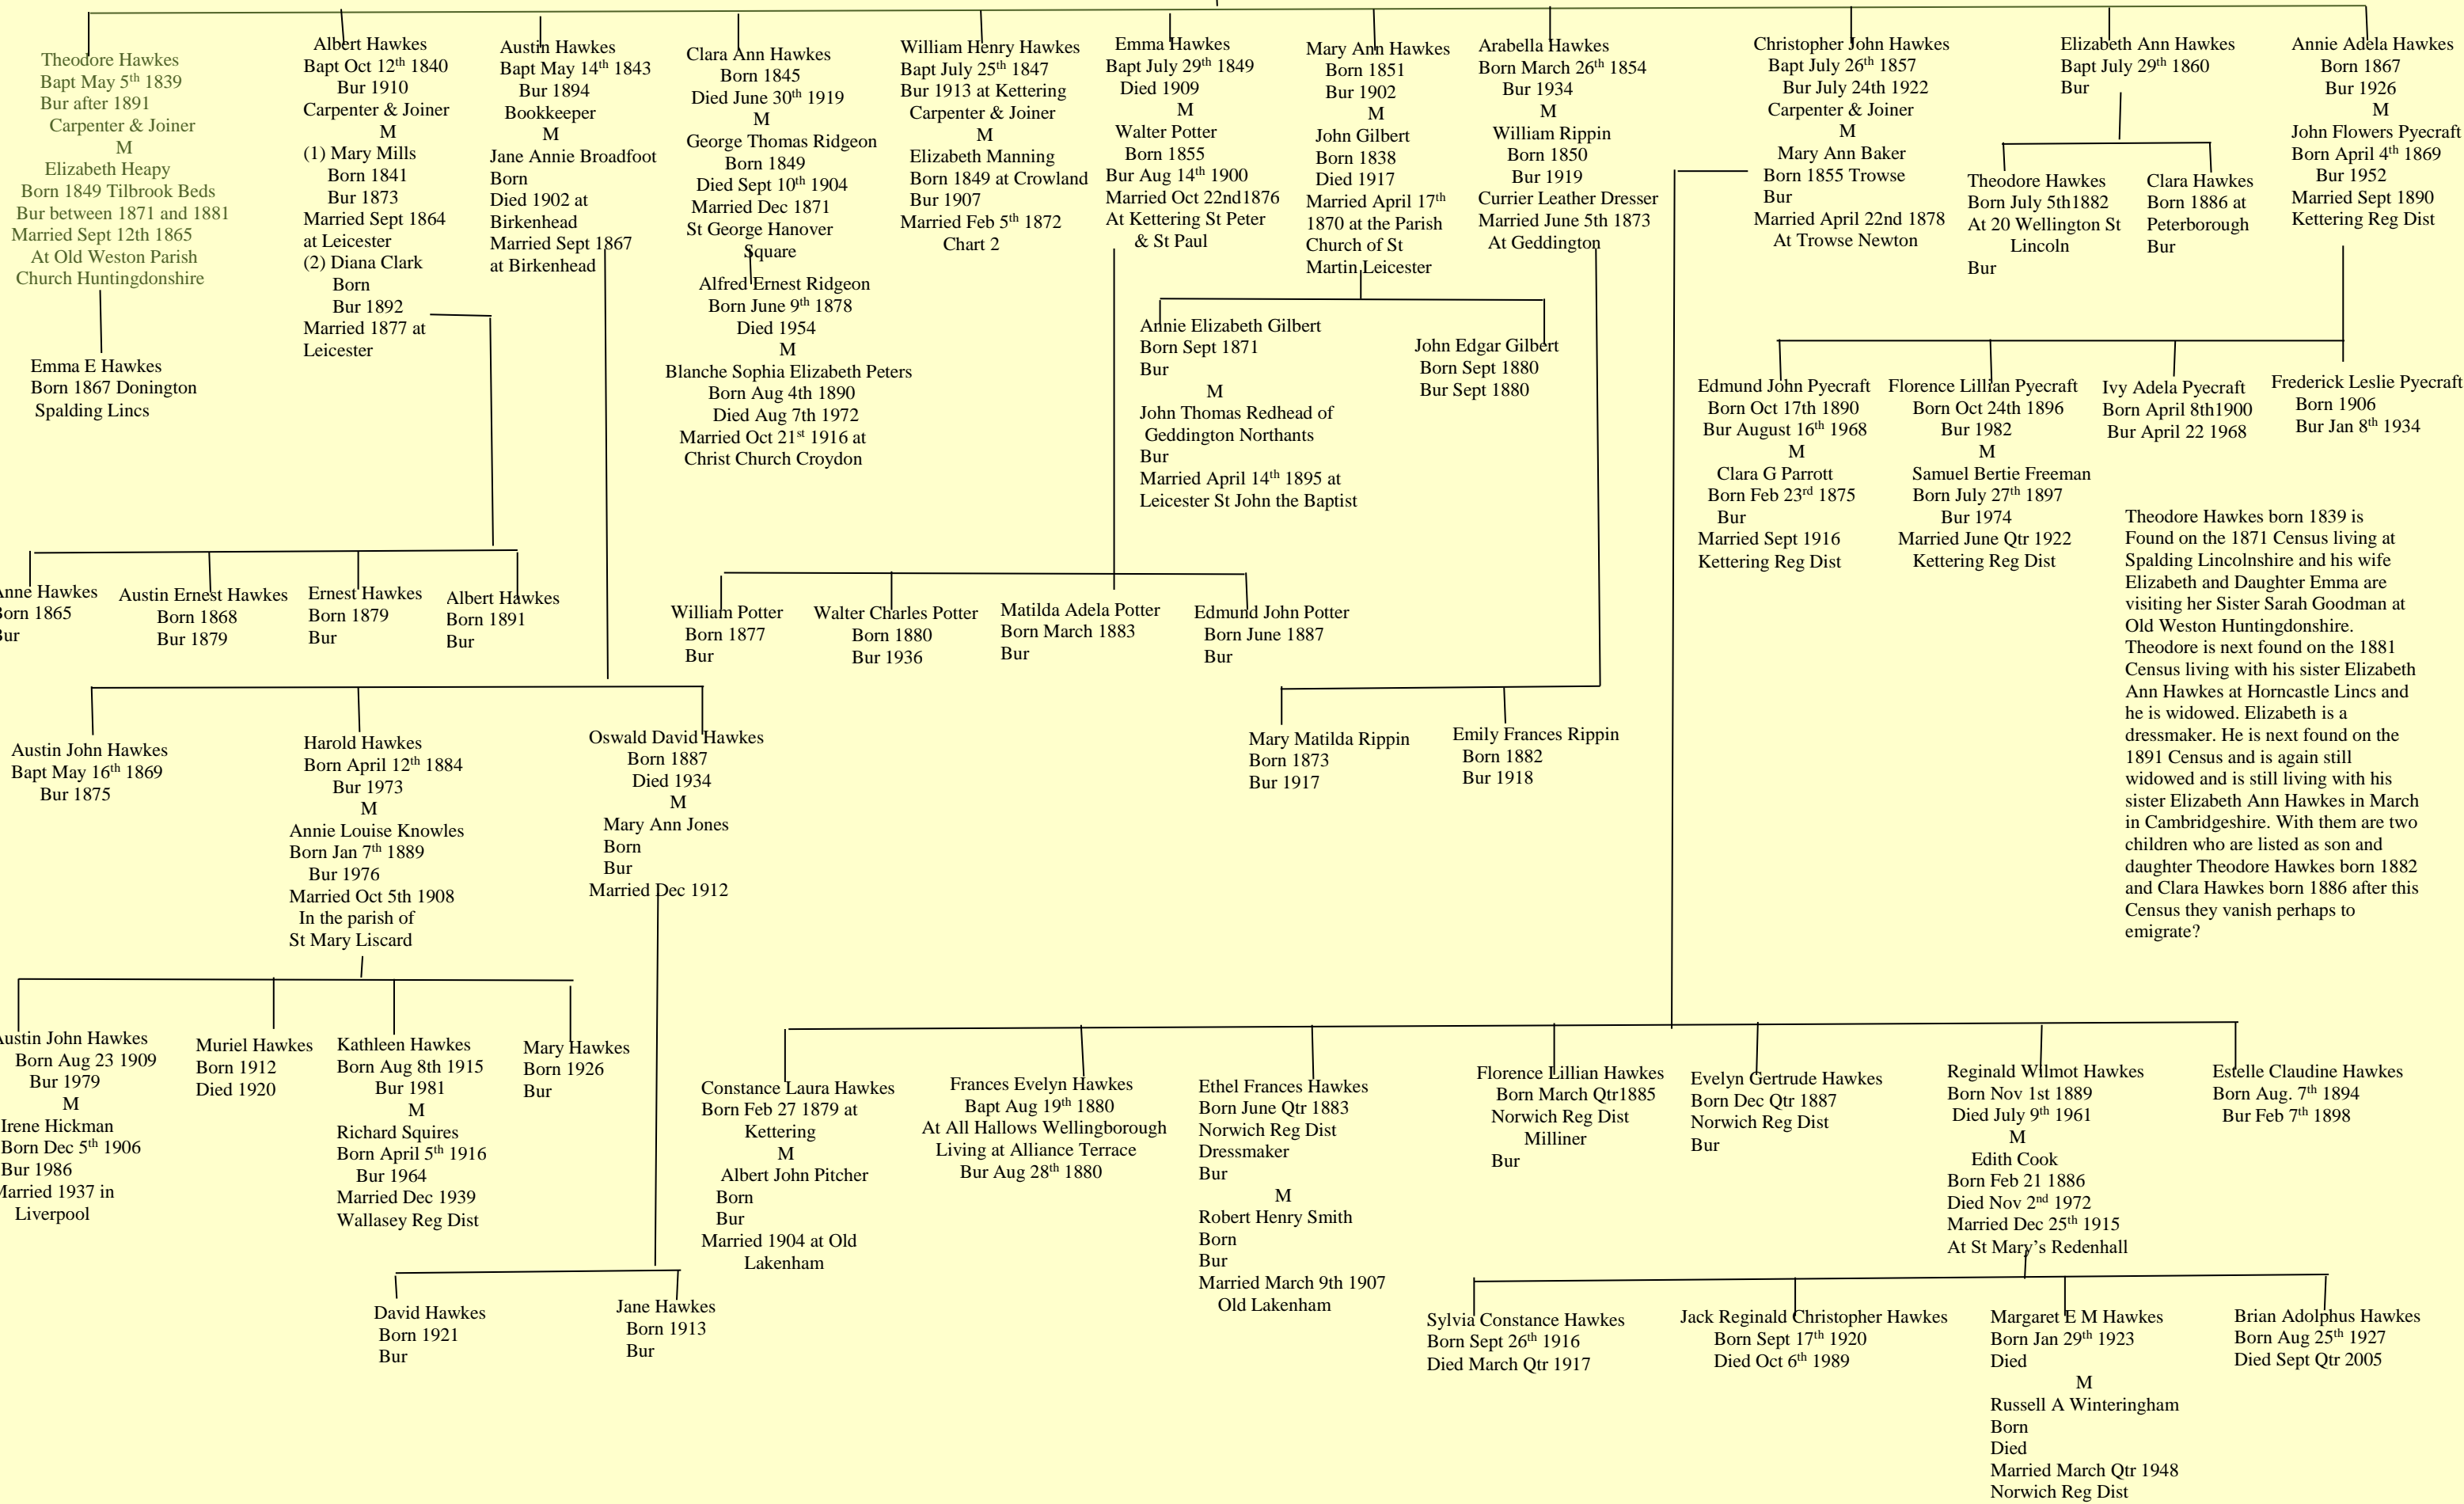 Theodore Hawkes
Bapt May 5th 1839
Bur after 1891
Carpenter & Joiner
M
Elizabeth Heapy
Born 1849 Tilbrook Beds
Bur between 1871 and 1881
Married Sept 12th 1865
At Old Weston Parish
Church Huntingdonshire
Albert Hawkes
Bapt Oct 12th 1840
Bur 1910
Carpenter & Joiner
M
(1) Mary Mills
Born 1841
Bur 1873
Married Sept 1864
at Leicester
(2) Diana Clark
Born
Bur 1892
Married 1877 at
Leicester
Austin Hawkes
Bapt May 14th 1843
Bur 1894
Bookkeeper
M
Jane Annie Broadfoot
Born
Died 1902 at
Birkenhead
Married Sept 1867
at Birkenhead
Clara Ann Hawkes
Born 1845
Died June 30th 1919
M
George Thomas Ridgeon
Born 1849
Died Sept 10th 1904
Married Dec 1871
St George Hanover
Square
William Henry Hawkes
Bapt July 25th 1847
Bur 1913 at Kettering
Carpenter & Joiner
M
Elizabeth Manning
Born 1849 at Crowland
Bur 1907
Married Feb 5th 1872
Chart 2
Emma Hawkes
Bapt July 29th 1849
Died 1909
M
Walter Potter
Born 1855
Bur Aug 14th 1900
Married Oct 22nd1876
At Kettering St Peter
& St Paul
Mary Ann Hawkes
Born 1851
Bur 1902
M
John Gilbert
Born 1838
Died 1917
Married April 17th
1870 at the Parish
Church of St
Martin Leicester
Arabella Hawkes
Born March 26th 1854
Bur 1934
M
William Rippin
Born 1850
Bur 1919
Currier Leather Dresser
Married June 5th 1873
At Geddington
Christopher John Hawkes
Bapt July 26th 1857
Bur July 24th 1922
Carpenter & Joiner
M
Mary Ann Baker
Born 1855 Trowse
Bur
Married April 22nd 1878
At Trowse Newton
Elizabeth Ann Hawkes
Bapt July 29th 1860
Bur
Annie Adela Hawkes
Born 1867
Bur 1926
M
John Flowers Pyecraft
Born April 4th 1869
Bur 1952
Married Sept 1890
Kettering Reg Dist
Theodore Hawkes
Born July 5th1882
At 20 Wellington St
Lincoln
Bur
Clara Hawkes
Born 1886 at
Peterborough
Bur
Emma E Hawkes
Born 1867 Donington
Spalding Lincs
Alfred Ernest Ridgeon
Born June 9th 1878
Died 1954
M
Blanche Sophia Elizabeth Peters
Born Aug 4th 1890
Died Aug 7th 1972
Married Oct 21st 1916 at
Christ Church Croydon
Annie Elizabeth Gilbert
Born Sept 1871
Bur
M
John Thomas Redhead of
Geddington Northants
Bur
Married April 14th 1895 at
Leicester St John the Baptist
John Edgar Gilbert
Born Sept 1880
Bur Sept 1880
Edmund John Pyecraft
Born Oct 17th 1890
Bur August 16th 1968
M
Clara G Parrott
Born Feb 23rd 1875
Bur
Married Sept 1916
Kettering Reg Dist
Florence Lillian Pyecraft
Born Oct 24th 1896
Bur 1982
M
Samuel Bertie Freeman
Born July 27th 1897
Bur 1974
Married June Qtr 1922
Kettering Reg Dist
Ivy Adela Pyecraft
Born April 8th1900
Bur April 22 1968
Frederick Leslie Pyecraft
Born 1906
Bur Jan 8th 1934
Theodore Hawkes born 1839 is
Found on the 1871 Census living at
Spalding Lincolnshire and his wife
Elizabeth and Daughter Emma are
visiting her Sister Sarah Goodman at
Old Weston Huntingdonshire.
Theodore is next found on the 1881
Census living with his sister Elizabeth
Ann Hawkes at Horncastle Lincs and
he is widowed. Elizabeth is a
dressmaker. He is next found on the
1891 Census and is again still
widowed and is still living with his
sister Elizabeth Ann Hawkes in March
in Cambridgeshire. With them are two
children who are listed as son and
daughter Theodore Hawkes born 1882
and Clara Hawkes born 1886 after this
Census they vanish perhaps to
emigrate?
Anne Hawkes
Born 1865
Bur
Austin Ernest Hawkes
Born 1868
Bur 1879
Ernest Hawkes
Born 1879
Bur
Albert Hawkes
Born 1891
Bur
William Potter
Born 1877
Bur
Walter Charles Potter
Born 1880
Bur 1936
Matilda Adela Potter
Born March 1883
Bur
Edmund John Potter
Born June 1887
Bur
Austin John Hawkes
Bapt May 16th 1869
Bur 1875
Harold Hawkes
Born April 12th 1884
Bur 1973
M
Annie Louise Knowles
Born Jan 7th 1889
Bur 1976
Married Oct 5th 1908
In the parish of
St Mary Liscard
Oswald David Hawkes
Born 1887
Died 1934
M
Mary Ann Jones
Born
Bur
Married Dec 1912
Mary Matilda Rippin
Born 1873
Bur 1917
Emily Frances Rippin
Born 1882
Bur 1918
Austin John Hawkes
Born Aug 23 1909
Bur 1979
M
Irene Hickman
Born Dec 5th 1906
Bur 1986
Married 1937 in
Liverpool
Muriel Hawkes
Born 1912
Died 1920
Kathleen Hawkes
Born Aug 8th 1915
Bur 1981
M
Richard Squires
Born April 5th 1916
Bur 1964
Married Dec 1939
Wallasey Reg Dist
Mary Hawkes
Born 1926
Bur
Constance Laura Hawkes
Born Feb 27 1879 at
Kettering
M
Albert John Pitcher
Born
Bur
Married 1904 at Old
Lakenham
Frances Evelyn Hawkes
Bapt Aug 19th 1880
At All Hallows Wellingborough
Living at Alliance Terrace
Bur Aug 28th 1880
Ethel Frances Hawkes
Born June Qtr 1883
Norwich Reg Dist
Dressmaker
Bur
M
Robert Henry Smith
Born
Bur
Married March 9th 1907
Old Lakenham
Florence Lillian Hawkes
Born March Qtr1885
Norwich Reg Dist
Milliner
Bur
Evelyn Gertrude Hawkes
Born Dec Qtr 1887
Norwich Reg Dist
Bur
Reginald Wilmot Hawkes
Born Nov 1st 1889
Died July 9th 1961
M
Edith Cook
Born Feb 21 1886
Died Nov 2nd 1972
Married Dec 25th 1915
At St Mary's Redenhall
Estelle Claudine Hawkes
Born Aug. 7th 1894
Bur Feb 7th 1898
David Hawkes
Born 1921
Bur
Jane Hawkes
Born 1913
Bur
Sylvia Constance Hawkes
Born Sept 26th 1916
Died March Qtr 1917
Jack Reginald Christopher Hawkes
Born Sept 17th 1920
Died Oct 6th 1989
Margaret E M Hawkes
Born Jan 29th 1923
Died
M
Russell A Winteringham
Born
Died
Married March Qtr 1948
Norwich Reg Dist
Brian Adolphus Hawkes
Born Aug 25th 1927
Died Sept Qtr 2005